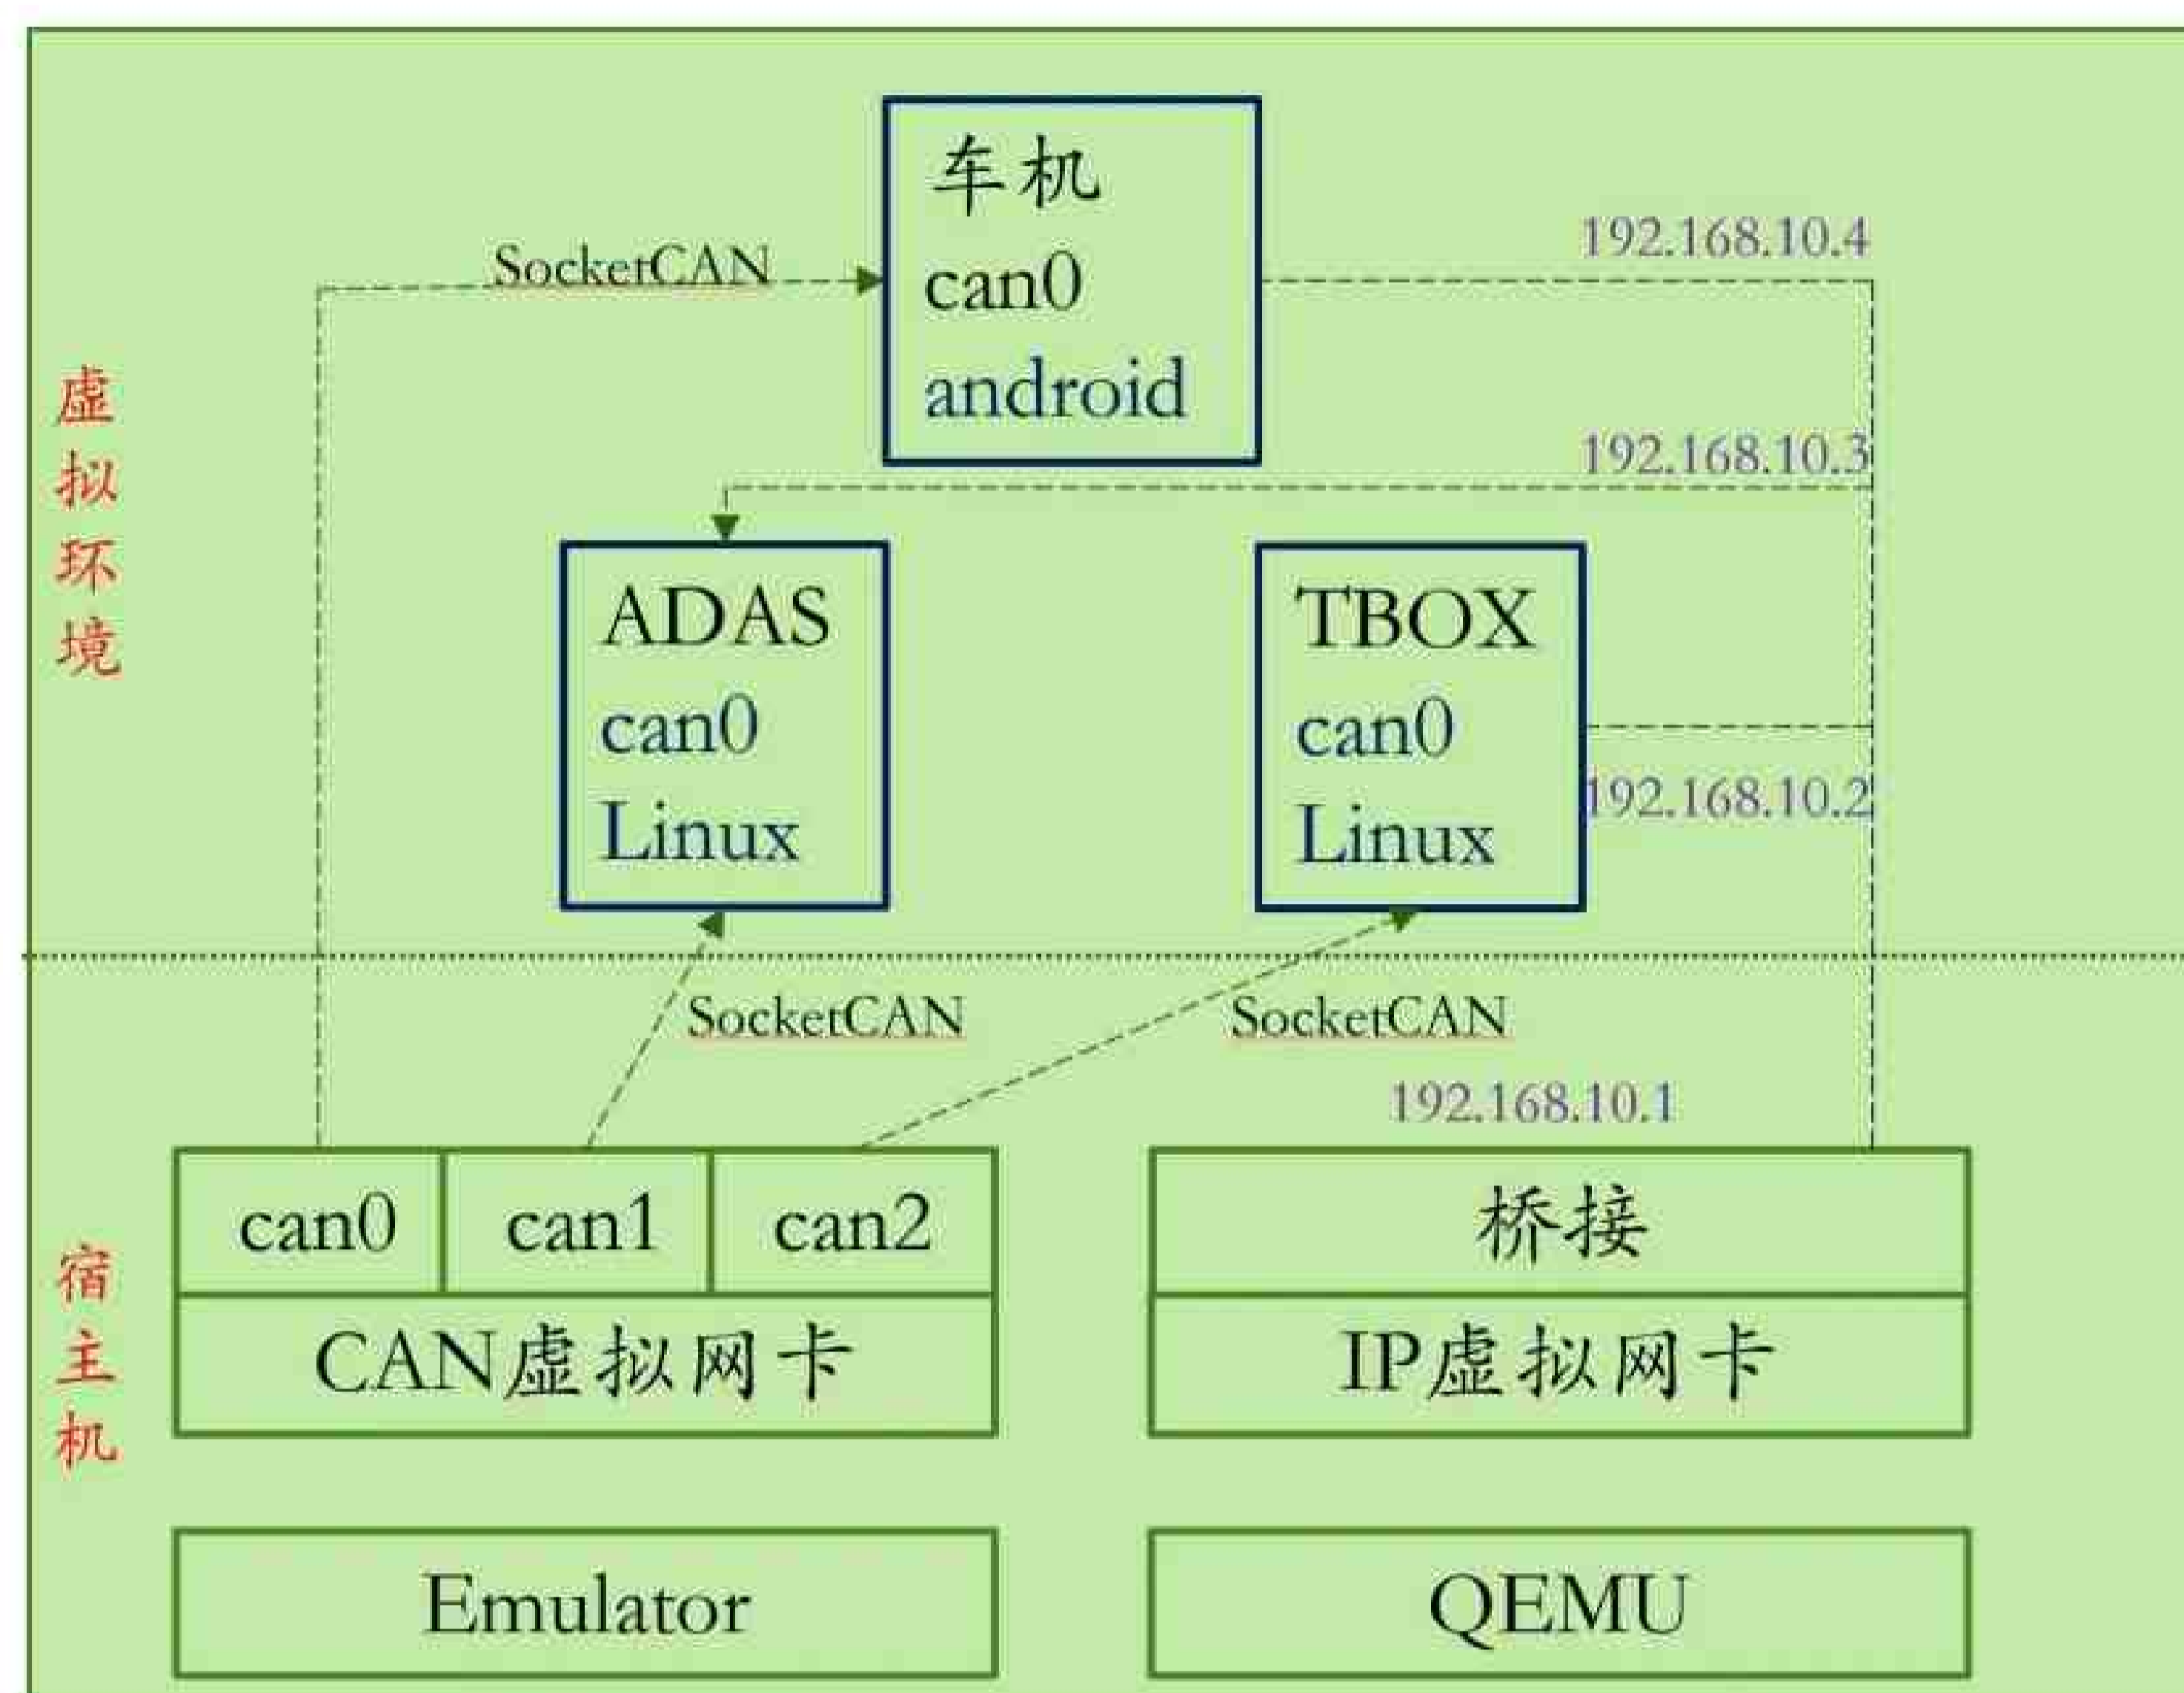 虚拟环境
车机
can0
android
SocketCAN
192.168.10.4
192.168.10.3
ADAS
can0
Linux
TBOX
can0
Linux
192.168.10.2
宿主机
SocketCAN
SocketCAN
192.168.10.1
can0
can1
can2
CAN虚拟网卡
桥接
IP虚拟网卡
Emulator
QEMU